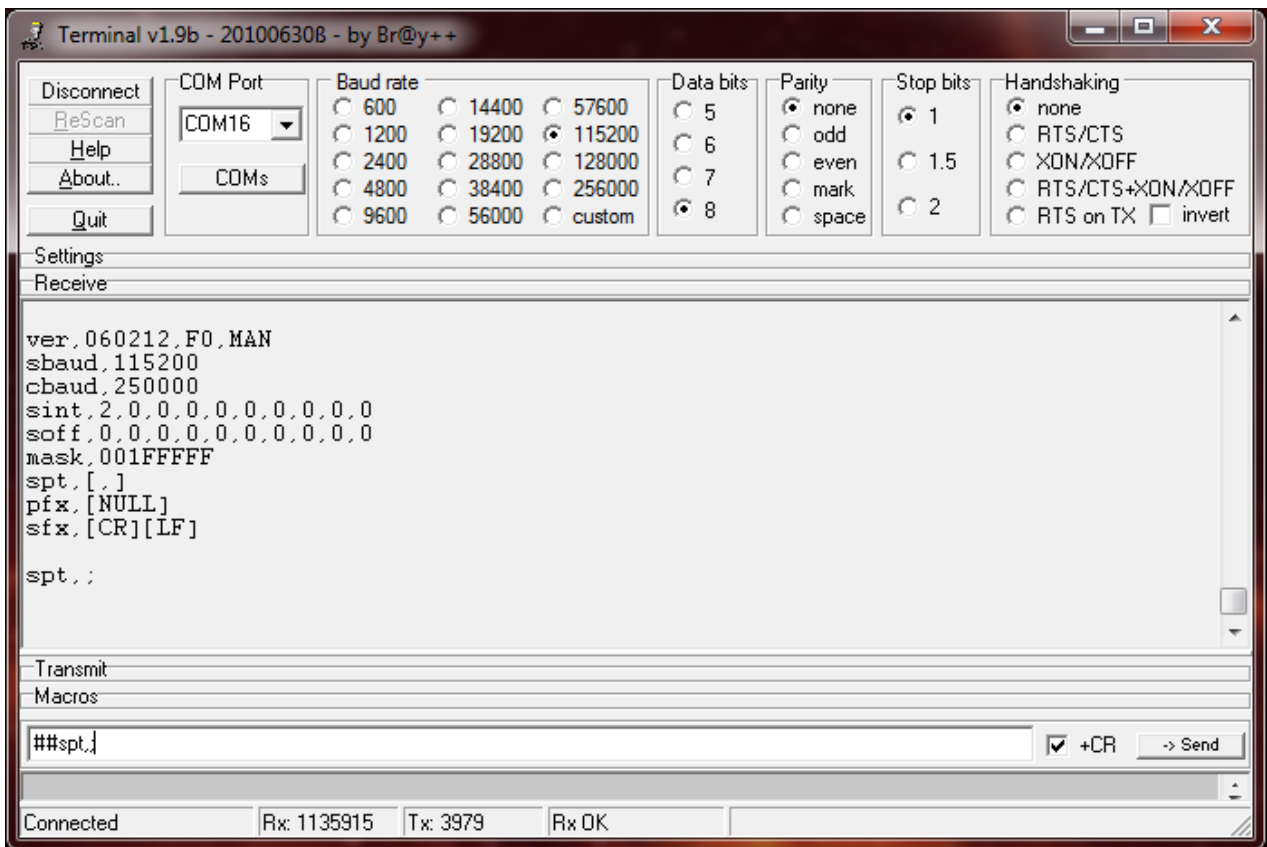 Terminal v1.9b - 20100630ß - by Br@y++
Disconnect
ReScan
Help
About..
Quit
COM Port
COM16
COMs
Baud rate
600 14400 57600
1200 19200 115200
2400 28800 128000
4800 38400 256000
9600 56000 custom
Data bits
5
6
7
8
Parity
none
odd
even
mark
space
Stop bits
1
1.5
2
Handshaking
none
RTS/CTS
XON/XOFF
RTS/CTS+XON/XOFF
RTS on TX invert
Settings
Receive
ver,060212,F0,MAN
sbaud,115200
cbaud,250000
sint,2,0,0,0,0,0,0,0,0,0
soff,0,0,0,0,0,0,0,0,0,0
mask,001FFFFF
spt,[,]
pfx,[NULL]
sfx,[CR][LF]
spt,;
Transmit
Macros
##spt,; +CR -> Send
Connected Rx: 1135915 Tx: 3979 Rx OK